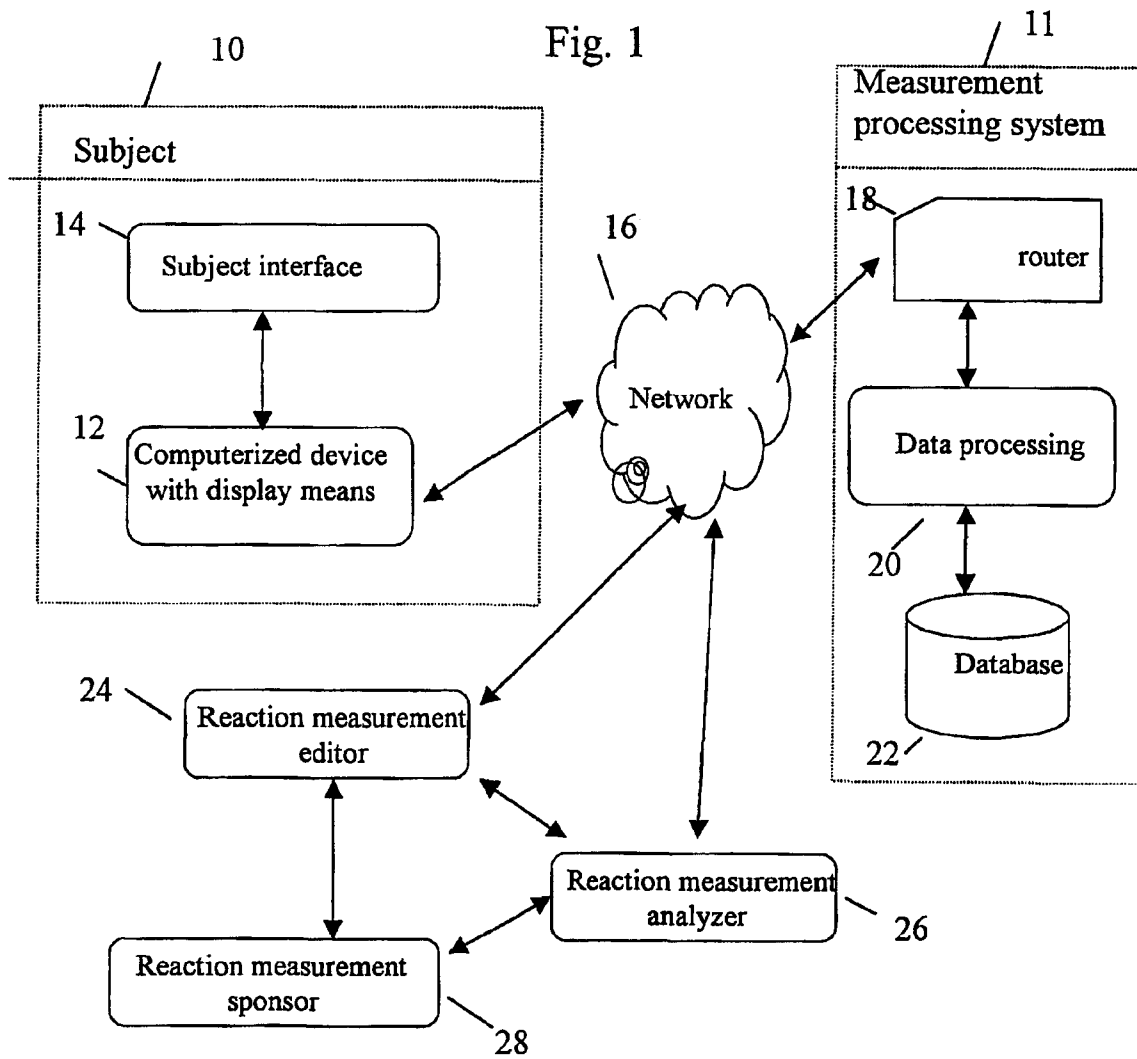 10
Fig. 1
11
Subject
Measurement
processing system
14
Subject interface
16
18
router
12
Computerized device
with display means
Network
Data processing
20
Database
22
24
Reaction measurement
editor
Reaction measurement
analyzer
26
Reaction measurement
sponsor
28